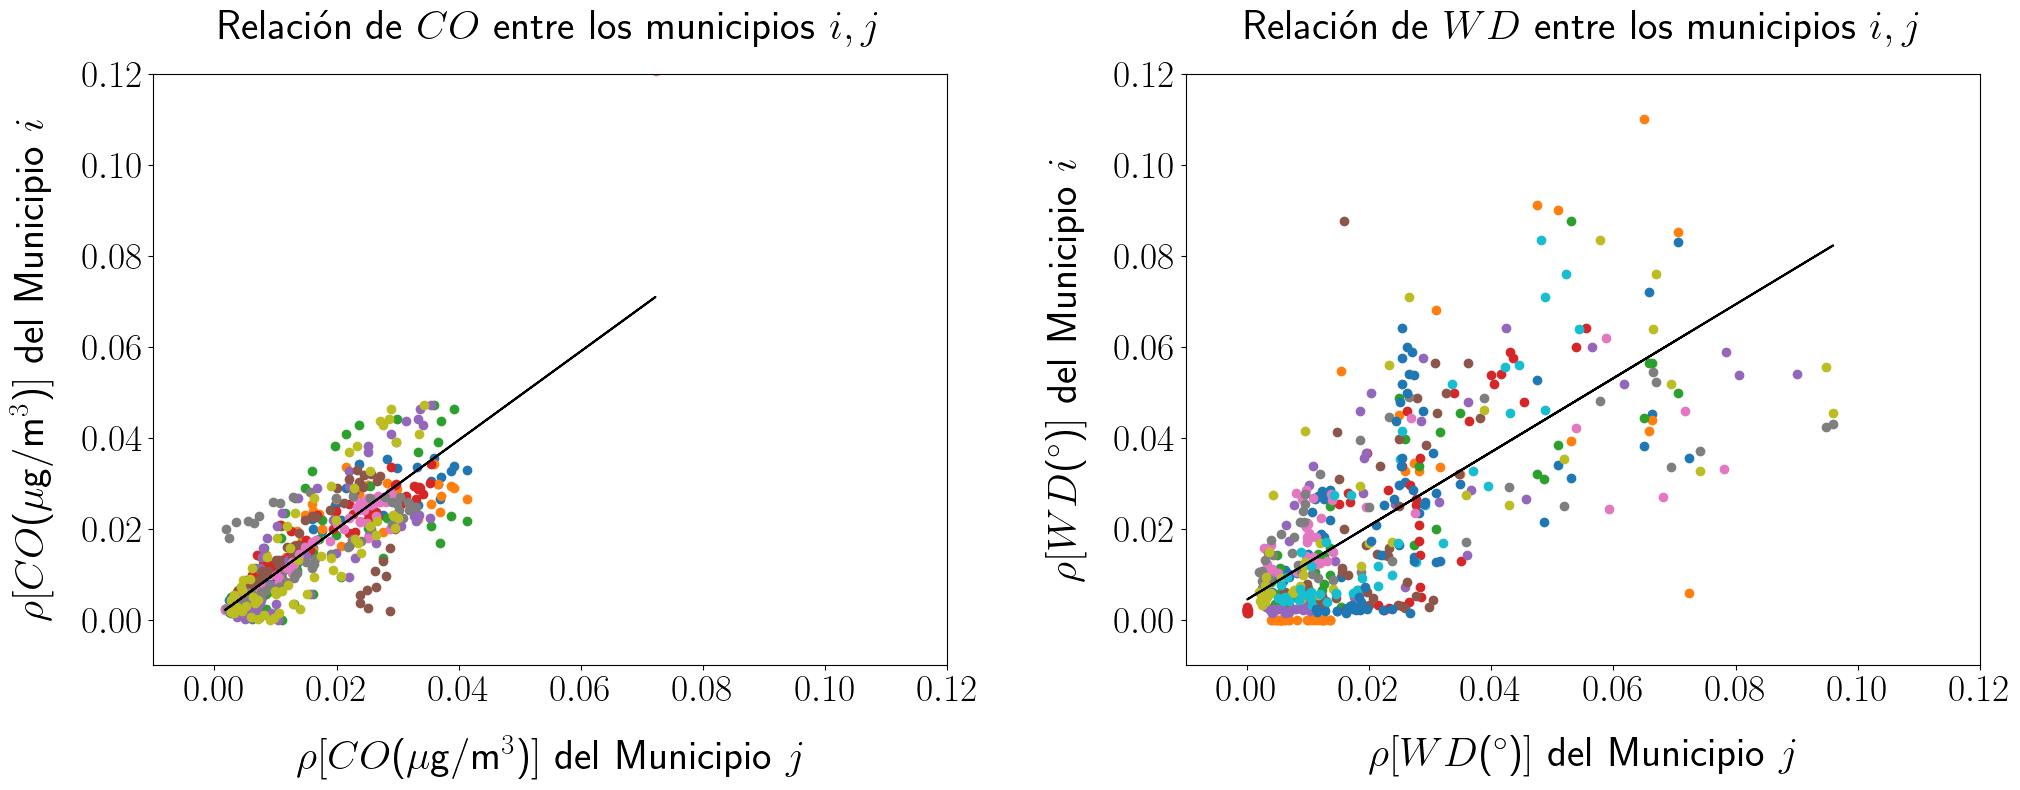 Relación de CO entre los municipios i, j
0.12
0.10
0.08
0.06
0.04
0.02
0.00
ρ[CO(μg/m³)] del Municipio i
0.00 0.02 0.04 0.06 0.08 0.10 0.12
ρ[CO(μg/m³)] del Municipio j
Relación de WD entre los municipios i, j
0.12
0.10
0.08
0.06
0.04
0.02
0.00
ρ[WD(°)] del Municipio i
0.00 0.02 0.04 0.06 0.08 0.10 0.12
ρ[WD(°)] del Municipio j